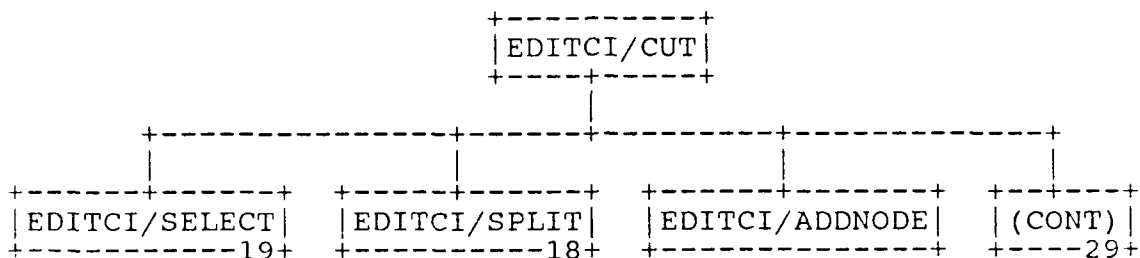 EDITCI/CUT
EDITCI/SELECT EDITCI/SPLIT EDITCI/ADDNODE (CONT)
19 18 29